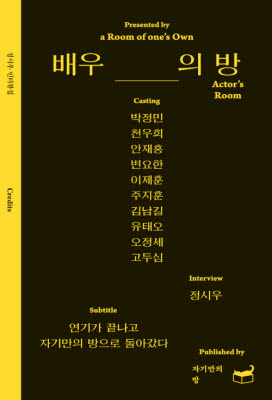 정시우 인터뷰집
Credits
Presented by
a Room of one's Own
배우 ____의 방
Actor's
Room
Casting
박정민
천우희
안재홍
변요한
이제훈
주지훈
김남길
유태오
오정세
고두심
Interview
정시우
Subtitle
연기가 끝나고
자기만의 방으로 돌아갔다
Published by
자기만의
방